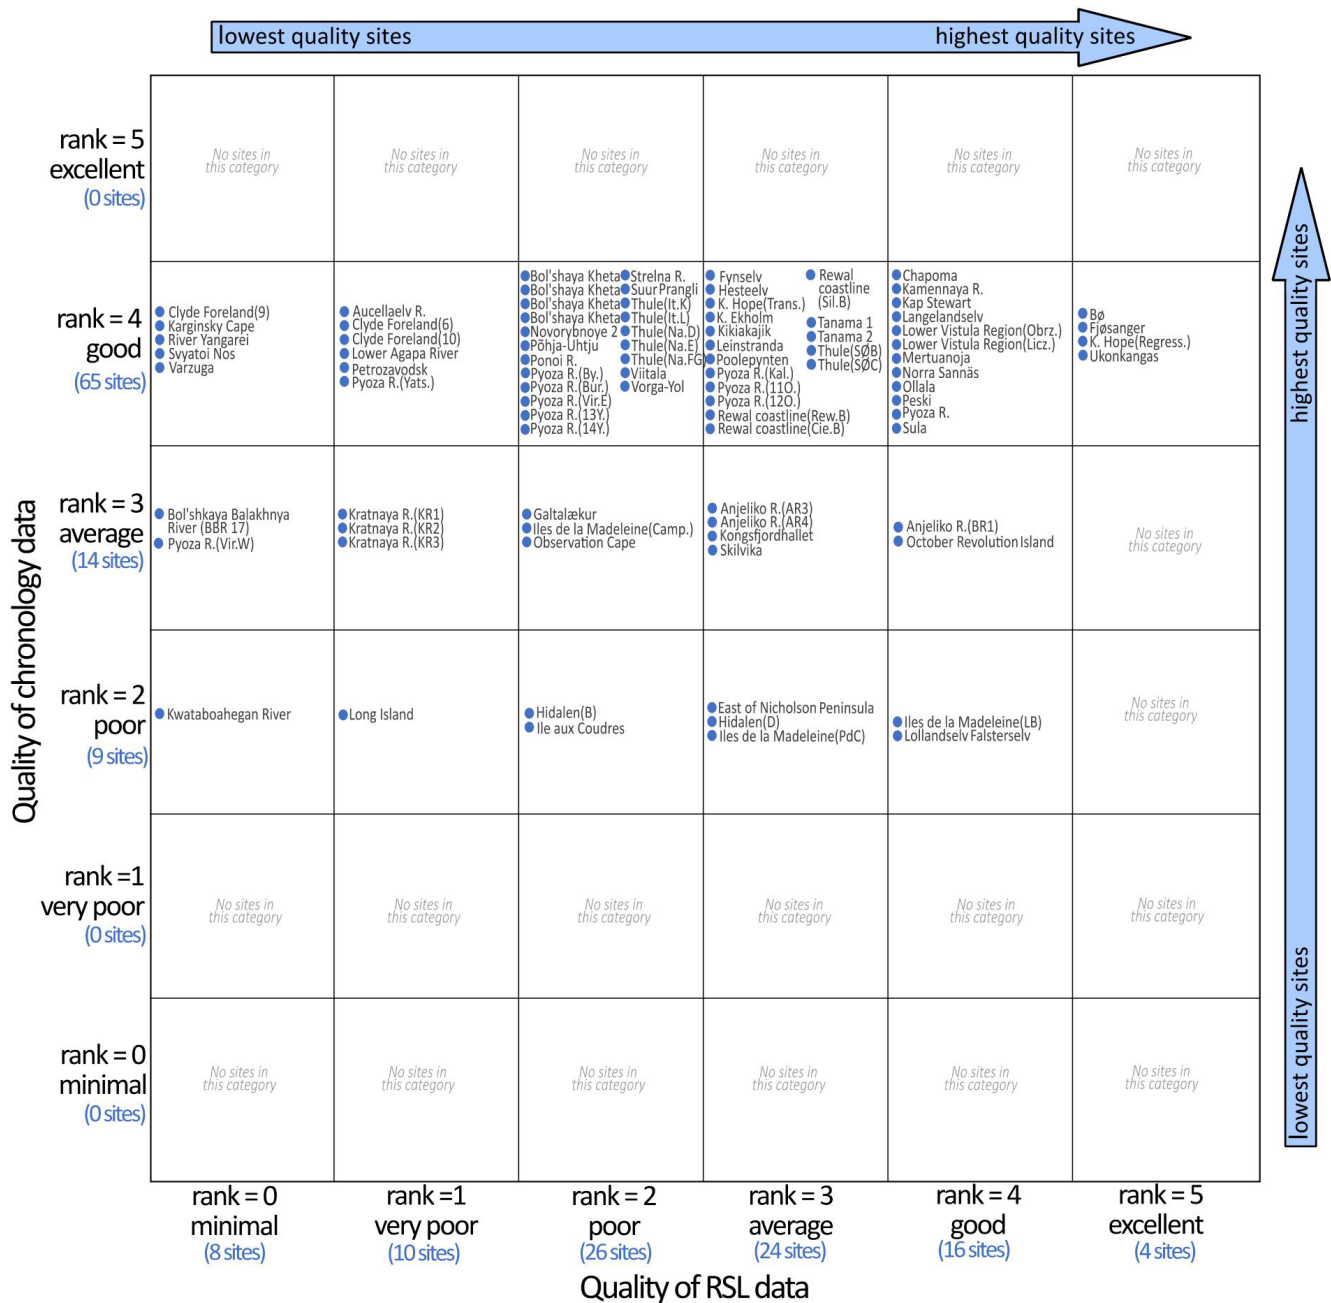 lowest quality sites
highest quality sites
rank = 5
excellent
(0 sites)
No sites in
this category
No sites in
this category
No sites in
this category
No sites in
this category
No sites in
this category
No sites in
this category
rank = 4
good
(65 sites)
Clyde Foreland(9)
Karginsky Cape
River Yangarei
Svyatoi Nos
Varzuga
Aucellaelv R.
Clyde Foreland(6)
Clyde Foreland(10)
Lower Agapa River
Petrozavodsk
Pyoza R.(Yats.)
Bol'shaya Kheta
Bol'shaya Kheta
Bol'shaya Kheta
Bol'shaya Kheta
Novorybnoye 2
Põhja-Uhtju
Ponoi R.
Pyoza R.(By.)
Pyoza R.(Bur.)
Pyoza R.(Vir.E)
Pyoza R.(13Y.)
Pyoza R.(14Y.)
Strelna R.
Suur Prangli
Thule(It.K)
Thule(It.L)
Thule(Na.D)
Thule(Na.E)
Thule(Na.FG)
Viitala
Vorga-Yol
Fynselv
Hesteelv
K. Hope(Trans.)
K. Ekholm
Kikiakajik
Leinstranda
Poolepynten
Pyoza R.(Kal.)
Pyoza R.(11O.)
Pyoza R.(12O.)
Rewal coastline(Rew.B)
Rewal coastline(Cie.B)
Rewal
coastline
(Sil.B)
Tanama 1
Tanama 2
Thule(SØB)
Thule(SØC)
Chapoma
Kamennaya R.
Kap Stewart
Langelandselv
Lower Vistula Region(Obrz.)
Lower Vistula Region(Licz.)
Mertuanoja
Norra Sannäs
Ollala
Peski
Pyoza R.
Sula
Bø
Fjøsanger
K. Hope(Regress.)
Ukonkangas
rank = 3
average
(14 sites)
Bol'shkaya Balakhnya
River (BBR 17)
Pyoza R.(Vir.W)
Kratnaya R.(KR1)
Kratnaya R.(KR2)
Kratnaya R.(KR3)
Galtalækur
Iles de la Madeleine(Camp.)
Observation Cape
Anjeliko R.(AR3)
Anjeliko R.(AR4)
Kongsfjordhallet
Skilvika
Anjeliko R.(BR1)
October Revolution Island
No sites in
this category
rank = 2
poor
(9 sites)
Kwataboahegan River
Long Island
Hidalen(B)
Ile aux Coudres
East of Nicholson Peninsula
Hidalen(D)
Iles de la Madeleine(PdC)
Iles de la Madeleine(LB)
Lollandselv Falsterselv
No sites in
this category
rank =1
very poor
(0 sites)
No sites in
this category
No sites in
this category
No sites in
this category
No sites in
this category
No sites in
this category
No sites in
this category
rank = 0
minimal
(0 sites)
No sites in
this category
No sites in
this category
No sites in
this category
No sites in
this category
No sites in
this category
No sites in
this category
Quality of chronology data
highest quality sites
lowest quality sites
rank = 0
minimal
(8 sites)
rank =1
very poor
(10 sites)
rank = 2
poor
(26 sites)
rank = 3
average
(24 sites)
rank = 4
good
(16 sites)
rank = 5
excellent
(4 sites)
Quality of RSL data